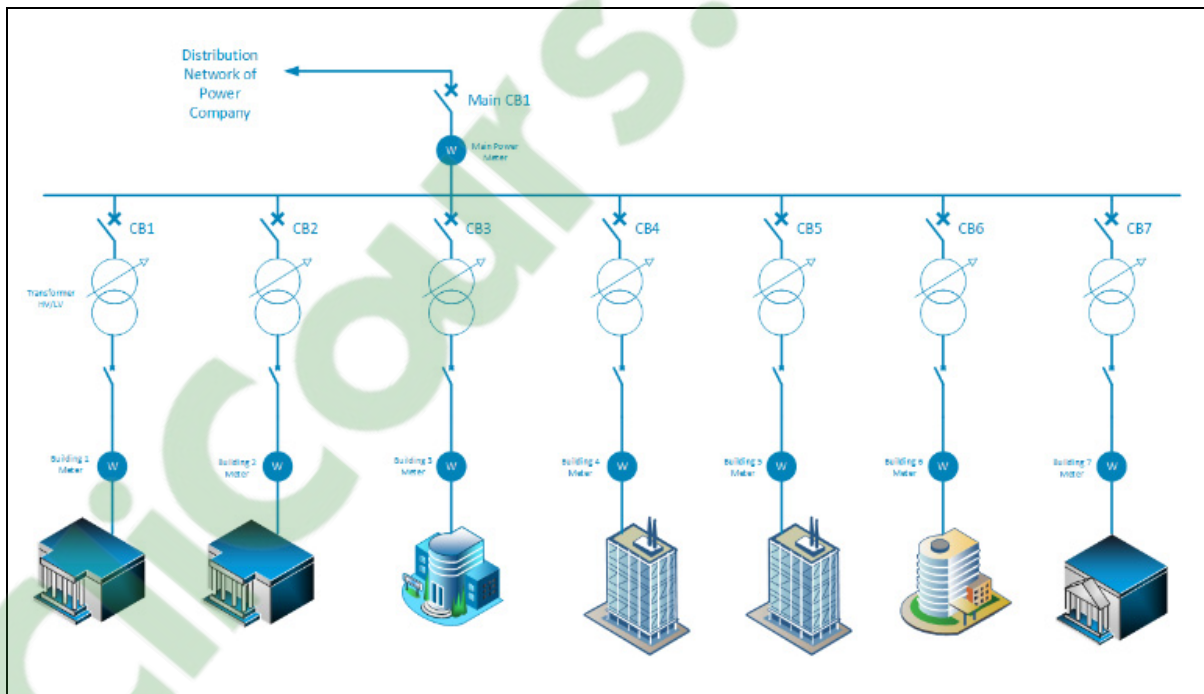 Distribution
Network of
Power
Company
Main CB1
W
Main Power
Meter
CB1
CB2
CB3
CB4
CB5
CB6
CB7
Transformer
HV/LV
Building 1
Meter
W
Building 2
Meter
W
Building 3
Meter
W
Building 4
Meter
W
Building 5
Meter
W
Building 6
Meter
W
Building 7
Meter
W